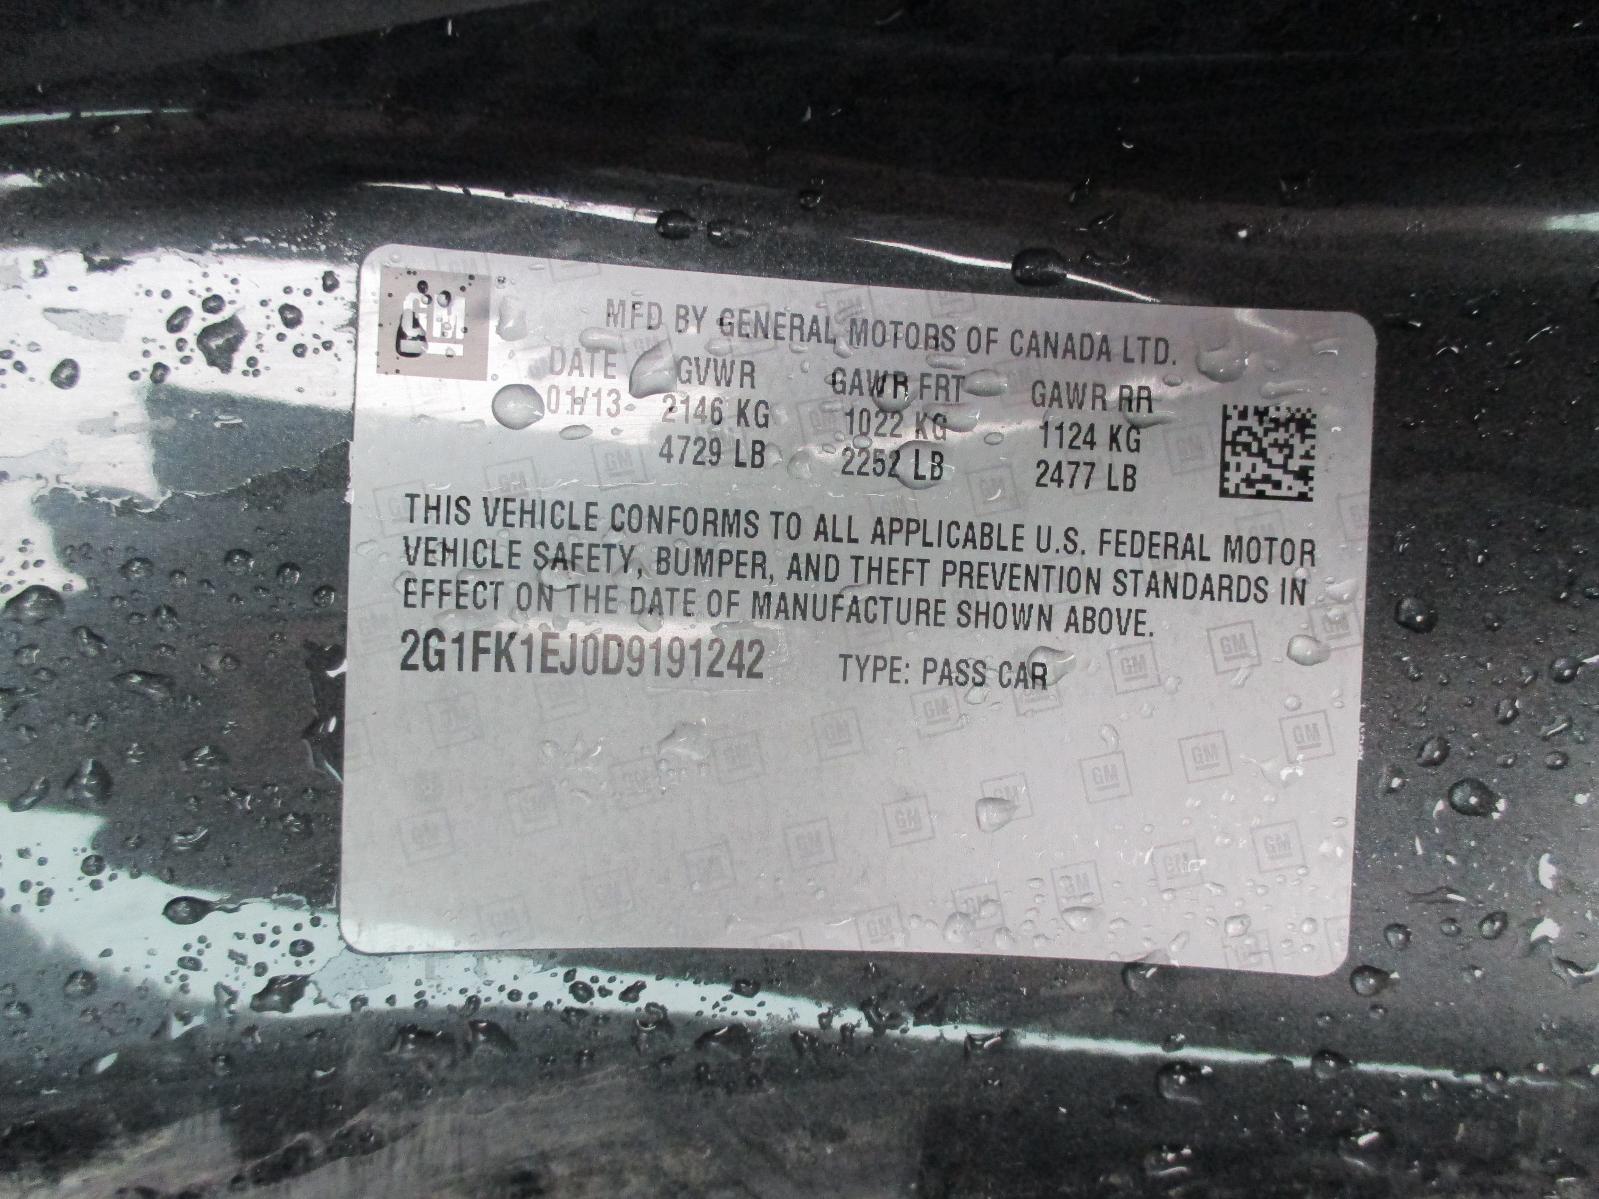 GM
MFD BY GENERAL MOTORS OF CANADA LTD.
DATE GVWR GAWR FRT GAWR RR
01/13 2146 KG 1022 KG 1124 KG
4729 LB 2252 LB 2477 LB
THIS VEHICLE CONFORMS TO ALL APPLICABLE U.S. FEDERAL MOTOR
VEHICLE SAFETY, BUMPER, AND THEFT PREVENTION STANDARDS IN
EFFECT ON THE DATE OF MANUFACTURE SHOWN ABOVE.
2G1FK1EJ0D9191242 TYPE: PASS CAR